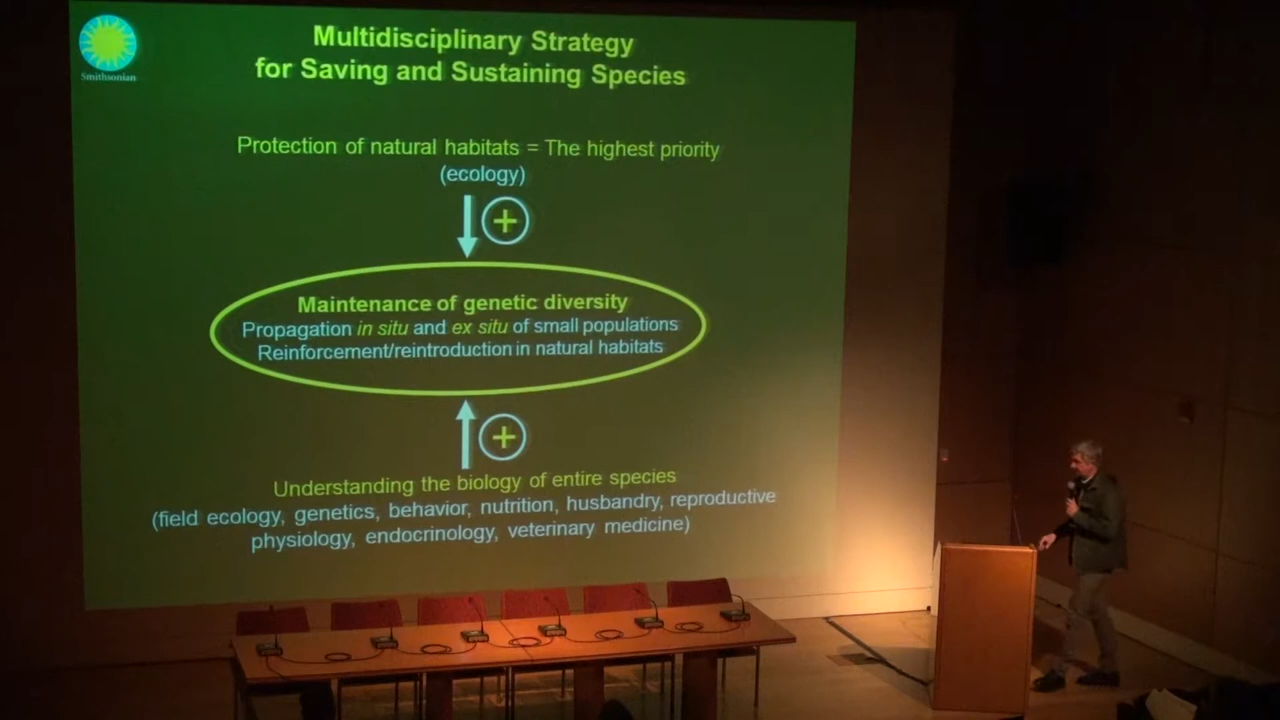 Smithsonian
Multidisciplinary Strategy
for Saving and Sustaining Species
Protection of natural habitats = The highest priority
(ecology)
+
Maintenance of genetic diversity
Propagation in situ and ex situ of small populations
Reinforcement/reintroduction in natural habitats
+
Understanding the biology of entire species
(field ecology, genetics, behavior, nutrition, husbandry, reproductive
physiology, endocrinology, veterinary medicine)